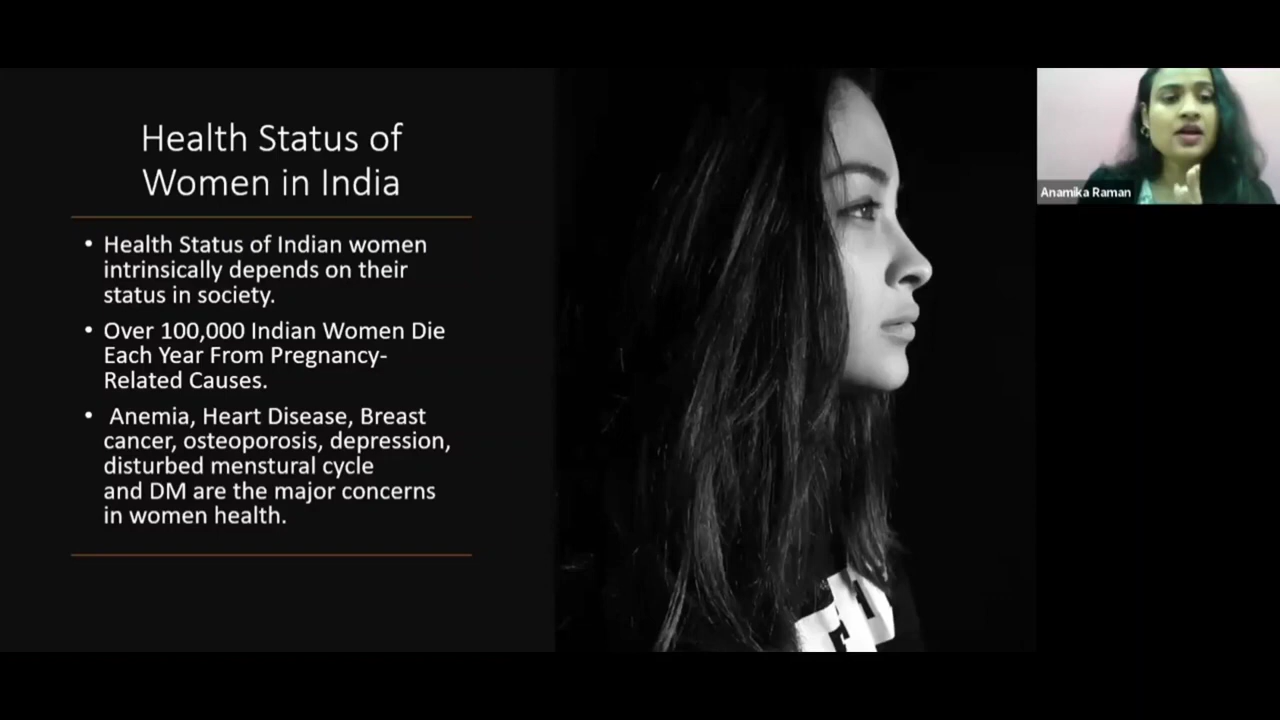 Health Status of
Women in India
• Health Status of Indian women
intrinsically depends on their
status in society.
• Over 100,000 Indian Women Die
Each Year From Pregnancy-
Related Causes.
• Anemia, Heart Disease, Breast
cancer, osteoporosis, depression,
disturbed menstural cycle
and DM are the major concerns
in women health.
Anamika Raman